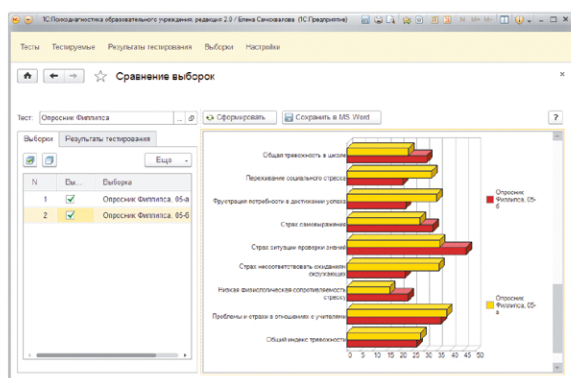 1С:Психодиагностика образовательного учреждения, редакция 2.0 / Елена Самохвалова (1С:Предприятие)
M M+ M-
Тесты Тестируемые Результаты тестирования Выборки Настройки
Сравнение выборок
Тест: Опросник Филлипса ... Сформировать Сохранить в MS Word ?
Выборки Результаты тестирования
Еще
N Вы... Выборка
1 Опросник Филлипса, 05-а
2 Опросник Филлипса, 05-б
Общая тревожность в школе
Переживание социального стресса
Фрустрация потребности в достижении успеха
Страх самовыражения
Страх ситуации проверки знаний
Страх несоответствовать ожиданиям
окружающих
Низкая физиологическая сопротивляемость
стрессу
Проблемы и страхи в отношениях с учителями
Общий индекс тревожности
0 5 10 15 20 25 30 35 40 45 50
Опросник
Филлипса, 05-
б
Опросник
Филлипса, 05-
а